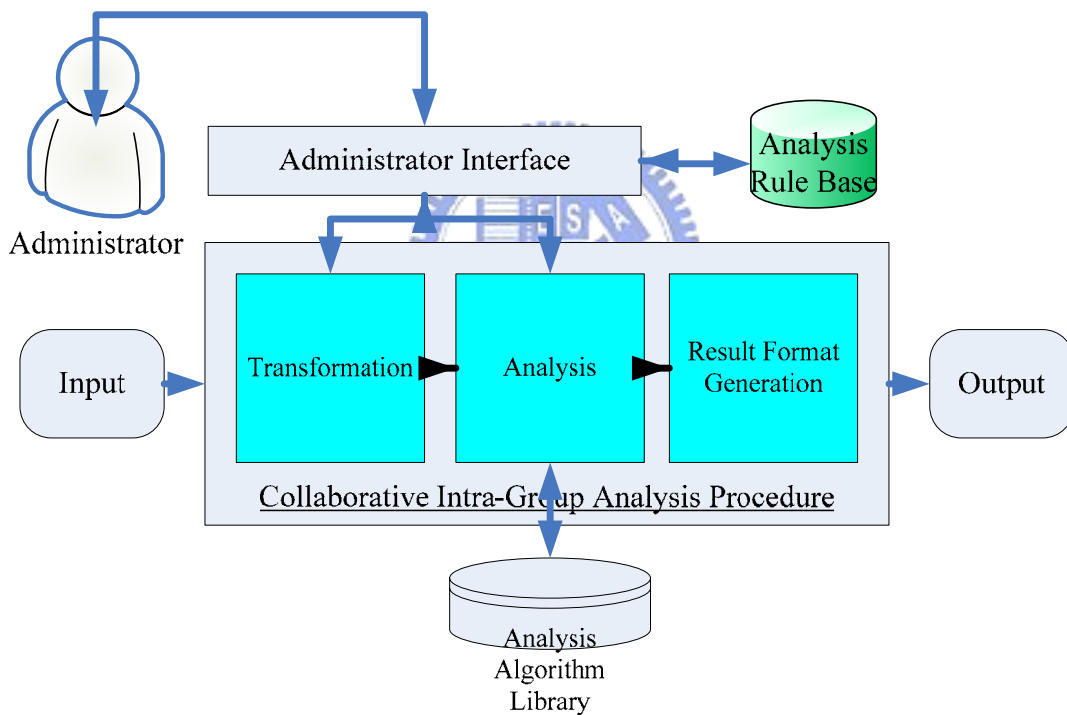 Administrator Interface
Analysis
Rule Base
Administrator
E S A
Input
Transformation
Analysis
Result Format
Generation
Output
Collaborative Intra-Group Analysis Procedure
Analysis
Algorithm
Library